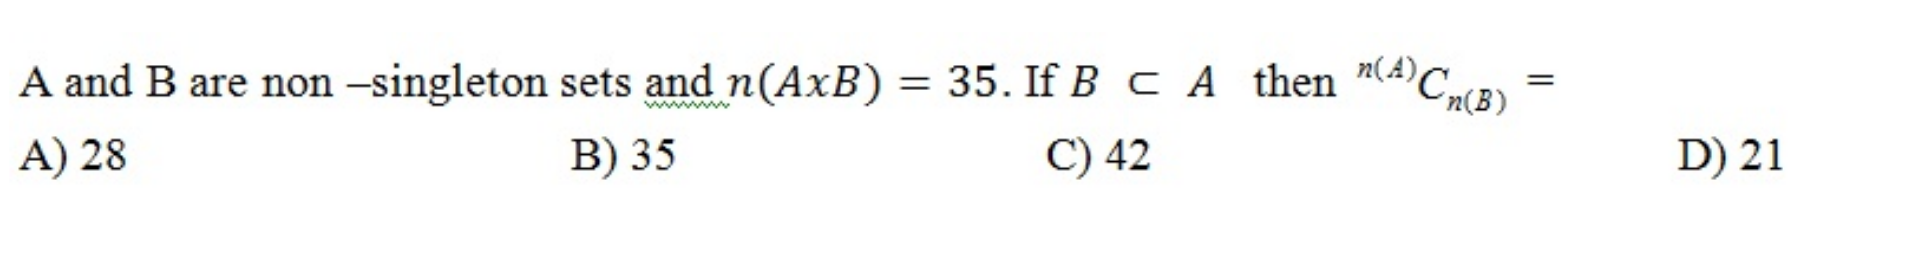 A and B are non –singleton sets and n(AxB) = 35. If B ⊂ A then ⁿ⁽ᴬ⁾Cₙ₍B₎ =
A) 28 B) 35 C) 42 D) 21